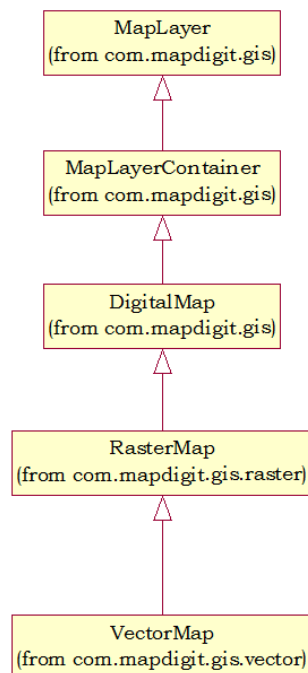 MapLayer
(from com.mapdigit.gis)
MapLayerContainer
(from com.mapdigit.gis)
DigitalMap
(from com.mapdigit.gis)
RasterMap
(from com.mapdigit.gis.raster)
VectorMap
(from com.mapdigit.gis.vector)